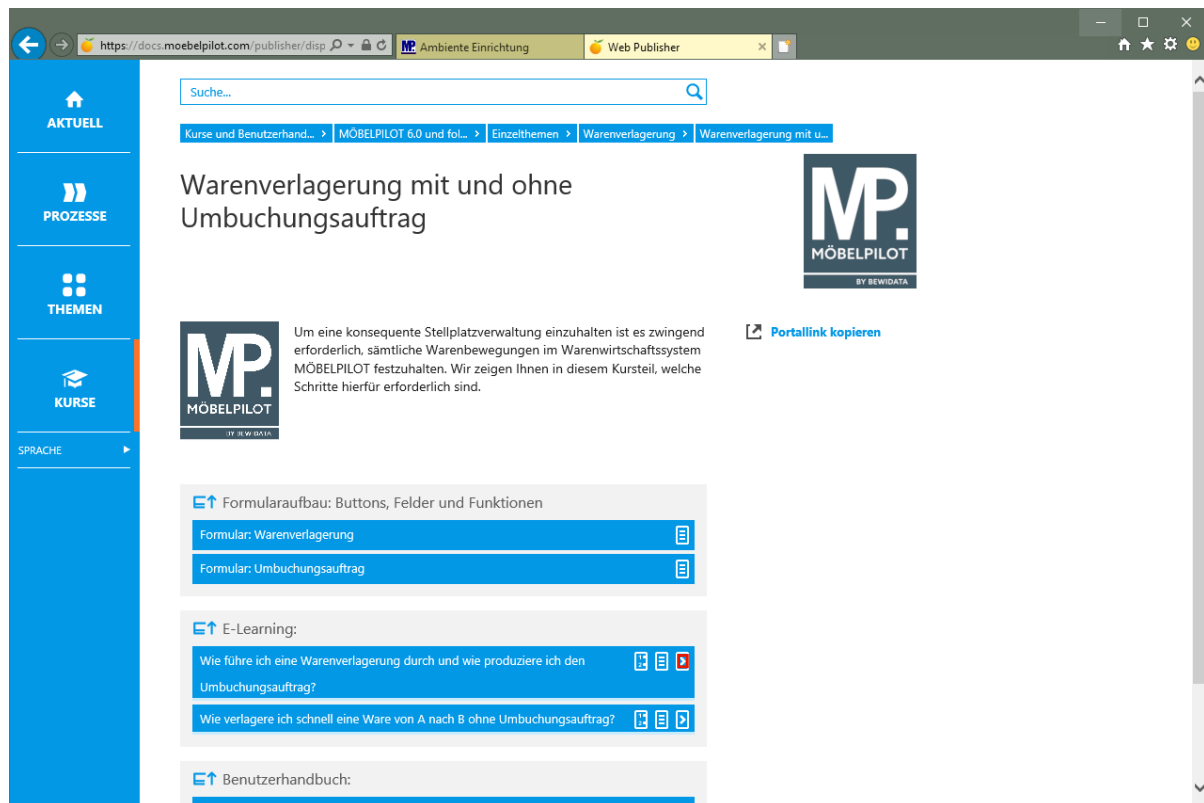 https://docs.moebelpilot.com/publisher/disp
MP Ambiente Einrichtung
Web Publisher
AKTUELL
PROZESSE
THEMEN
KURSE
SPRACHE
Suche...
Kurse und Benutzerhand... > MÖBELPILOT 6.0 und fol... > Einzelthemen > Warenverlagerung > Warenverlagerung mit u...
Warenverlagerung mit und ohne
Umbuchungsauftrag
MP.
MÖBELPILOT
BY BEWIDATA
MP.
MÖBELPILOT
BY BEWIDATA
Um eine konsequente Stellplatzverwaltung einzuhalten ist es zwingend
erforderlich, sämtliche Warenbewegungen im Warenwirtschaftssystem
MÖBELPILOT festzuhalten. Wir zeigen Ihnen in diesem Kursteil, welche
Schritte hierfür erforderlich sind.
Portallink kopieren
Formularaufbau: Buttons, Felder und Funktionen
Formular: Warenverlagerung
Formular: Umbuchungsauftrag
E-Learning:
Wie führe ich eine Warenverlagerung durch und wie produziere ich den
Umbuchungsauftrag?
Wie verlagere ich schnell eine Ware von A nach B ohne Umbuchungsauftrag?
Benutzerhandbuch: